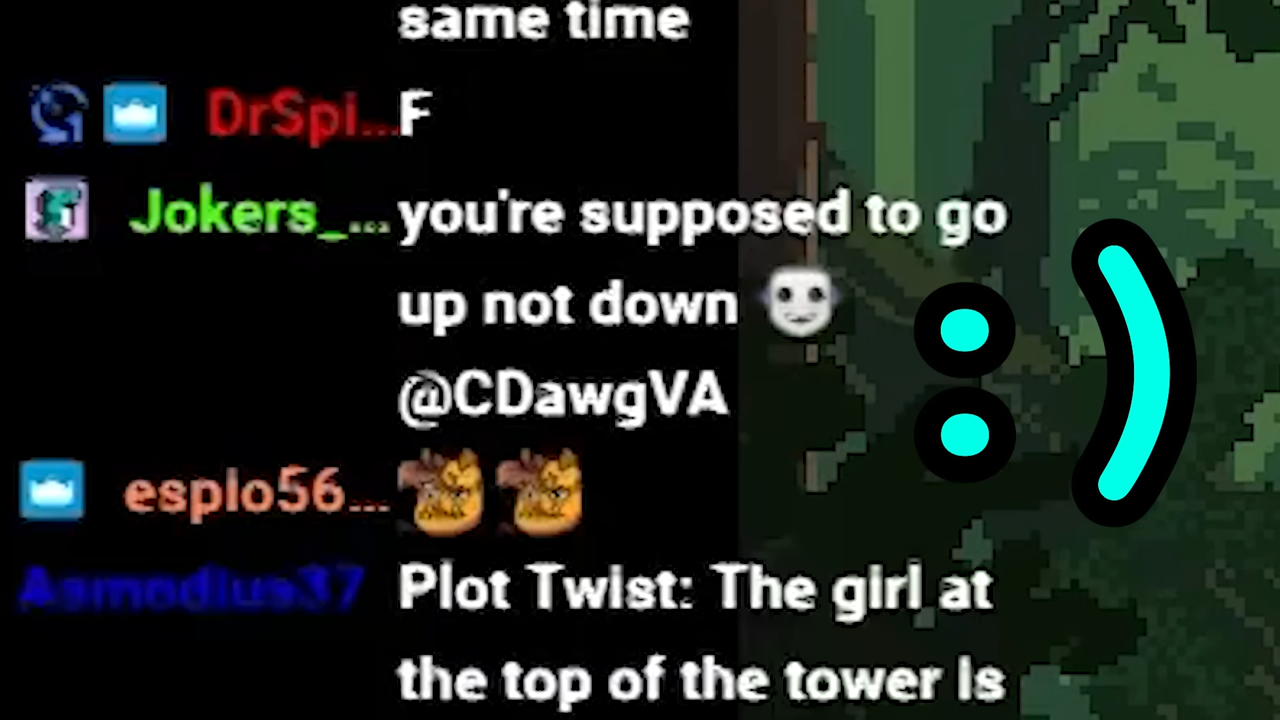 same time
DrSpi...F
Jokers_...you're supposed to go
up not down
@CDawgVA
esplo56...
Asmodius37 Plot Twist: The girl at
the top of the tower is
:)